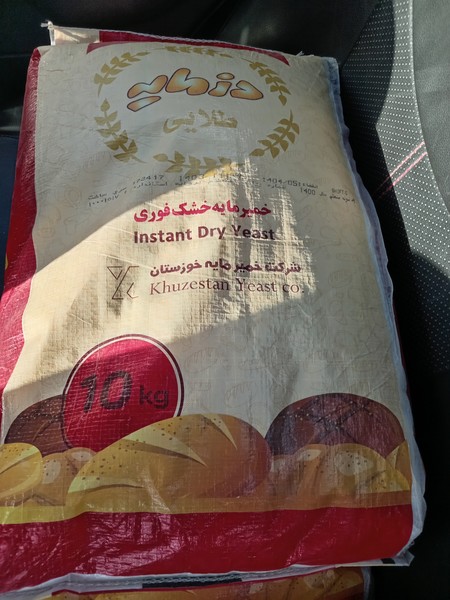 دزمایه
طلایی
خمیرمایه خشک فوری
Instant Dry Yeast
شرکت خمیر مایه خوزستان
Khuzestan Yeast co.
10 kg